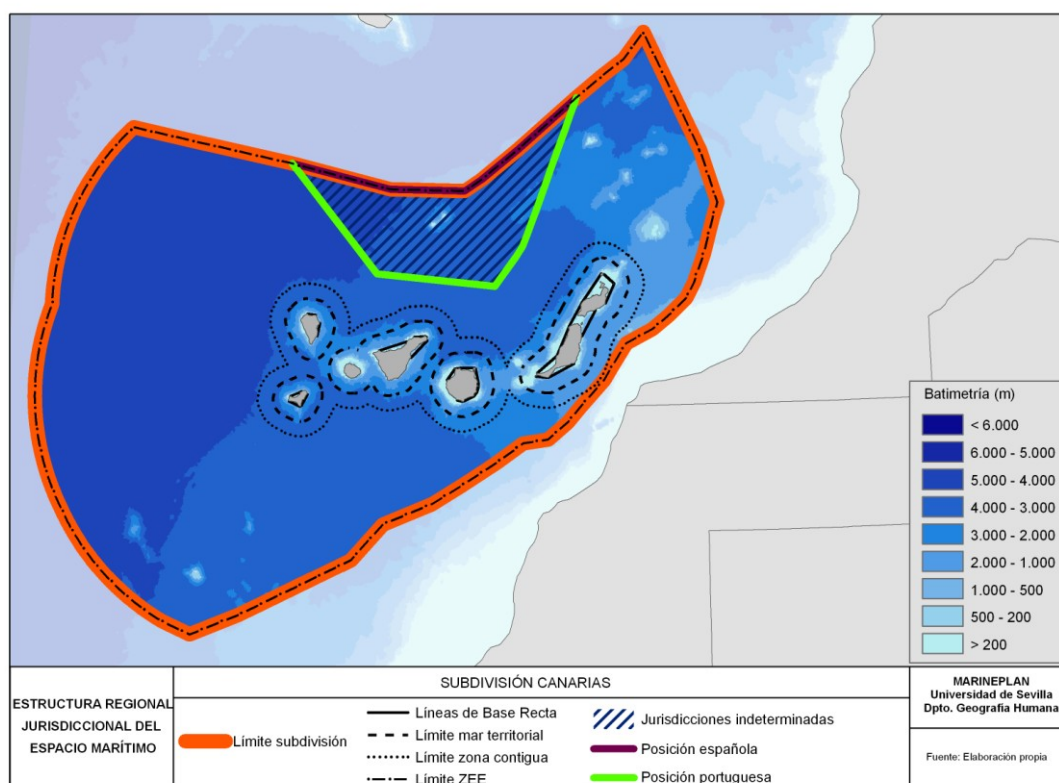 Batimetría (m)
< 6.000
6.000 - 5.000
5.000 - 4.000
4.000 - 3.000
3.000 - 2.000
2.000 - 1.000
1.000 - 500
500 - 200
> 200
ESTRUCTURA REGIONAL
JURISDICCIONAL DEL
ESPACIO MARÍTIMO
SUBDIVISIÓN CANARIAS
Límite subdivisión
Líneas de Base Recta
Límite mar territorial
Límite zona contigua
Límite ZEE
Jurisdicciones indeterminadas
Posición española
Posición portuguesa
MARINEPLAN
Universidad de Sevilla
Dpto. Geografía Humana
Fuente: Elaboración propia